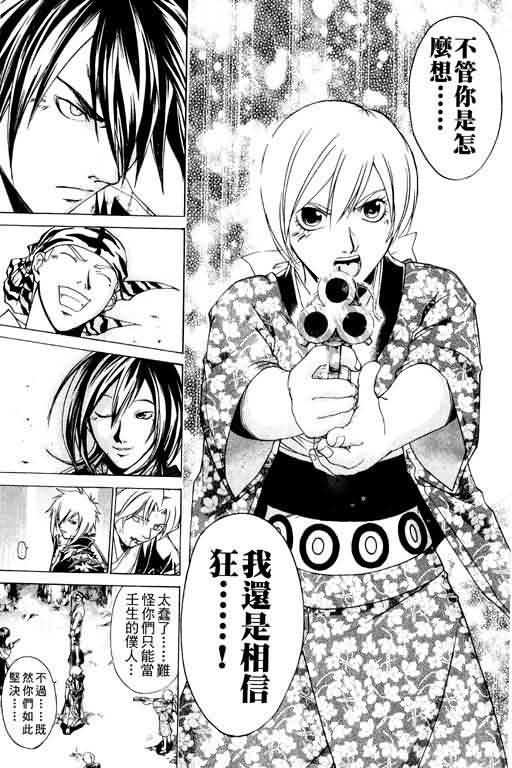 不管你是怎
麼想……
我還是相信
狂……！
太蠢了……難
怪你們只能當
壬生的僕人…
不過……既
然你們如此
堅決……